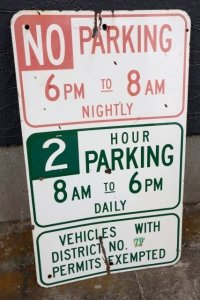 NO PARKING
6 PM TO 8 AM
NIGHTLY
2 HOUR
PARKING
8 AM TO 6 PM
DAILY
VEHICLES WITH
DISTRICT NO. 78
PERMITS EXEMPTED